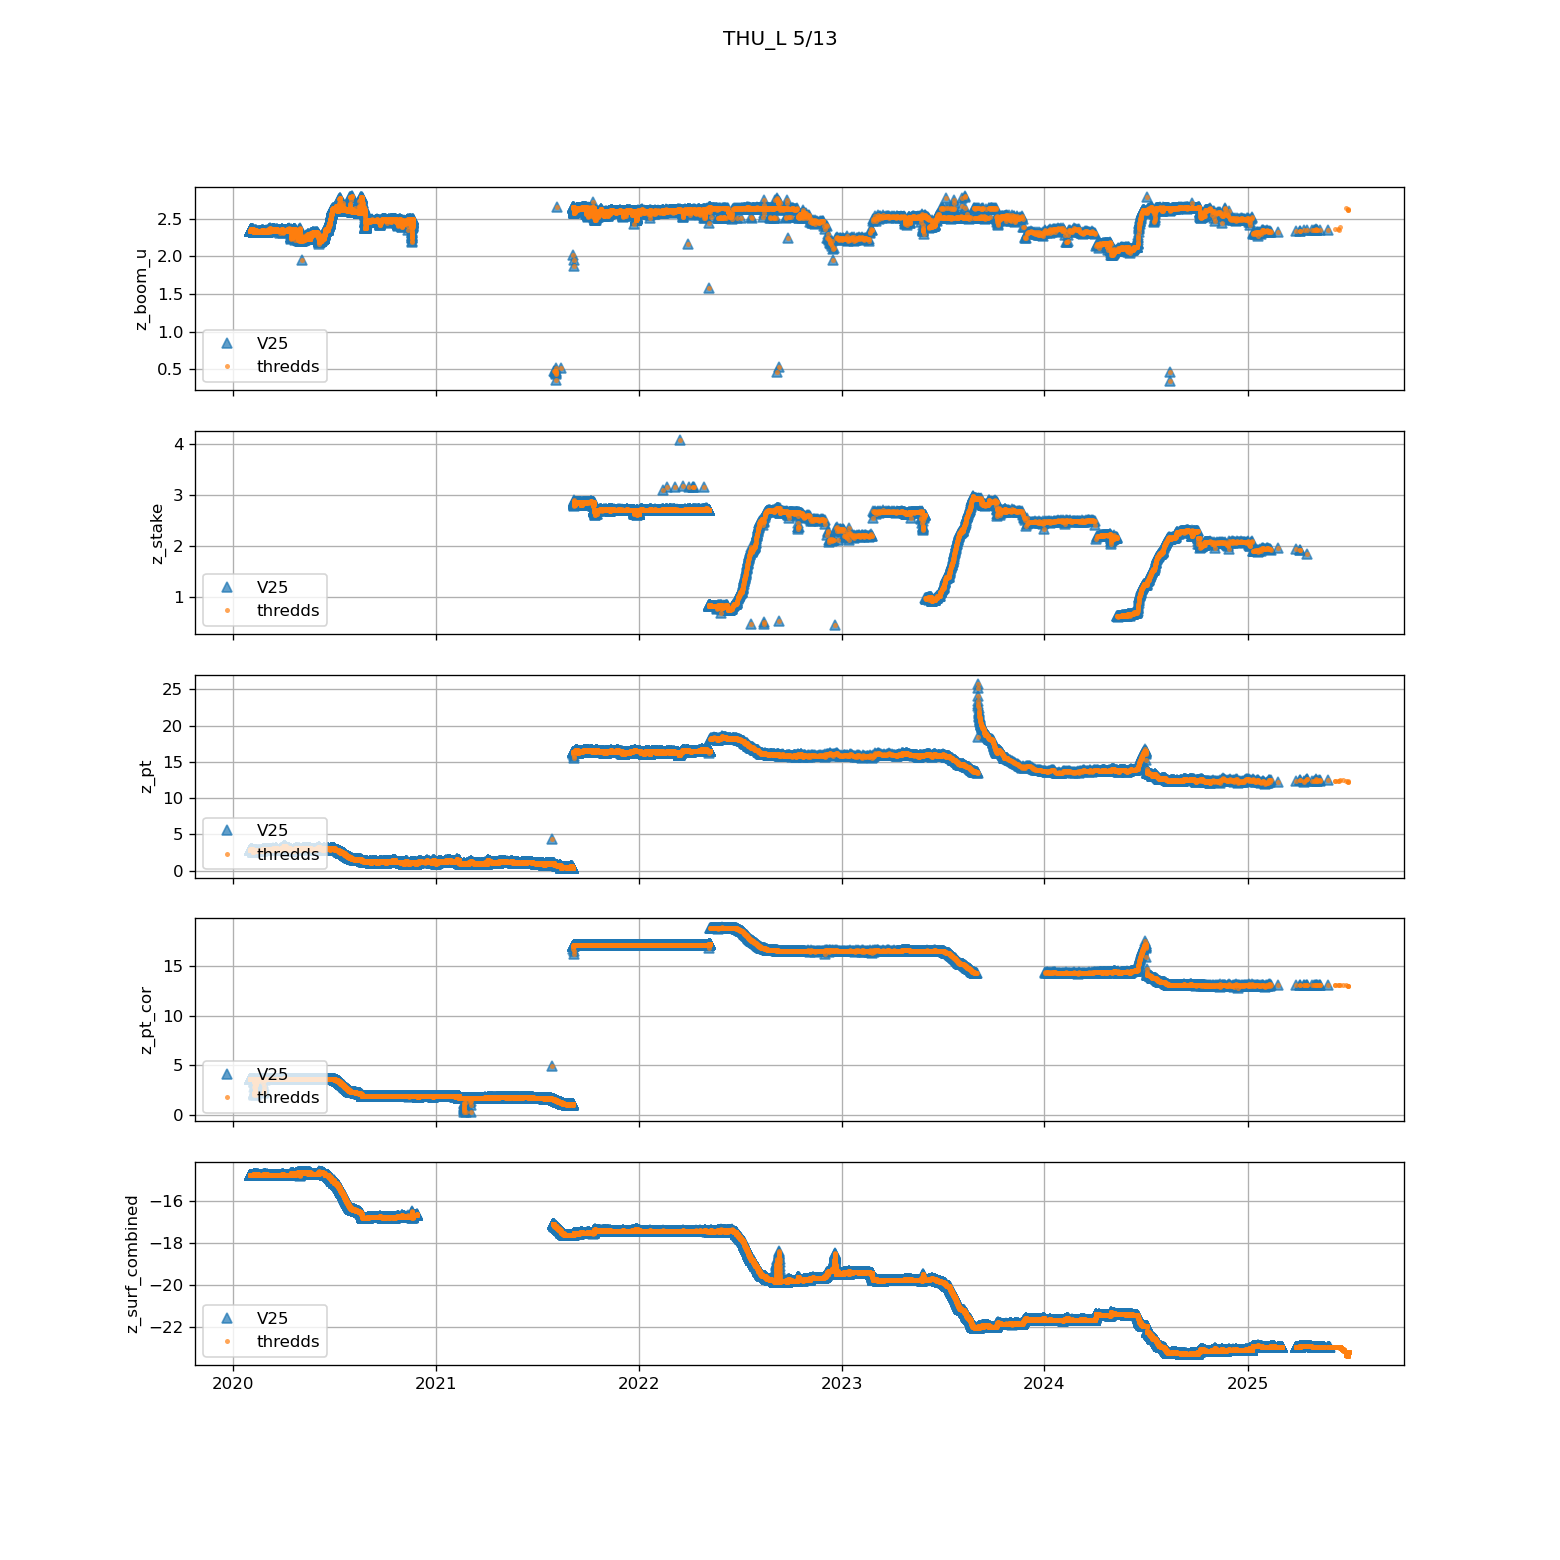 THU_L 5/13
z_boom_u
2.5
2.0
1.5
1.0
0.5
V25
thredds
z_stake
4
3
2
1
V25
thredds
z_pt
25
20
15
10
5
0
V25
thredds
z_pt_cor
15
10
5
0
V25
thredds
z_surf_combined
−16
−18
−20
−22
V25
thredds
2020 2021 2022 2023 2024 2025